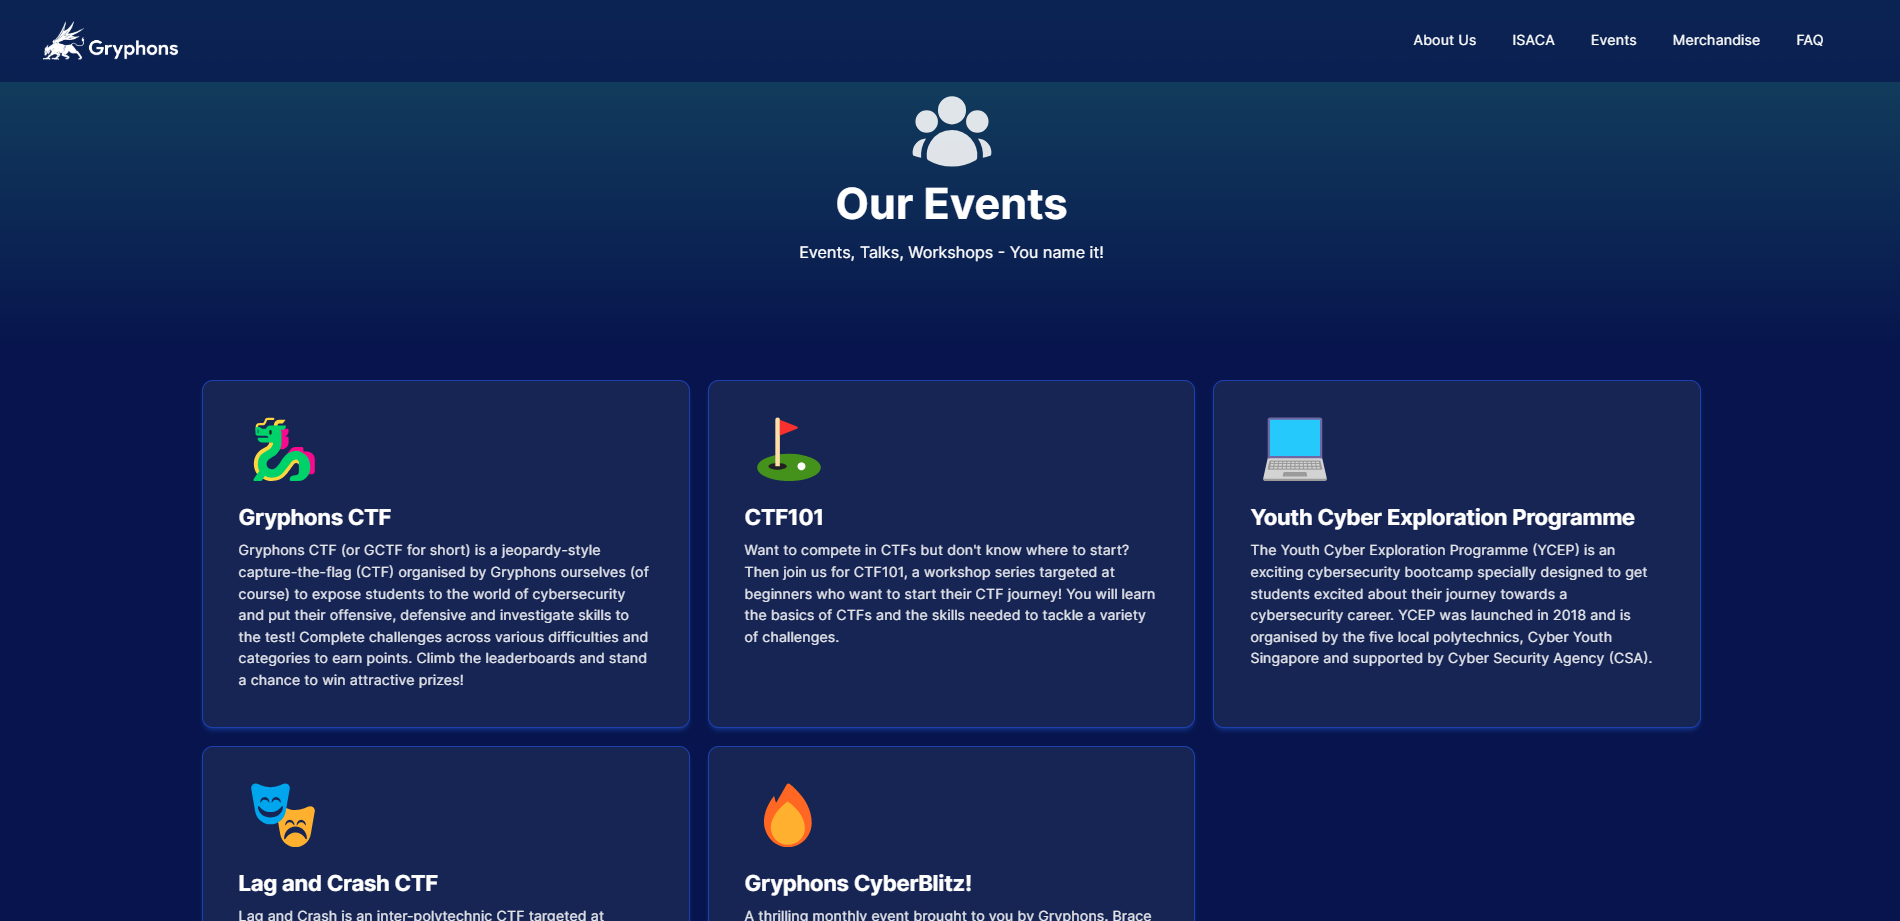 Gryphons
About Us
ISACA
Events
Merchandise
FAQ
Our Events
Events, Talks, Workshops - You name it!
Gryphons CTF
Gryphons CTF (or GCTF for short) is a jeopardy-style
capture-the-flag (CTF) organised by Gryphons ourselves (of
course) to expose students to the world of cybersecurity
and put their offensive, defensive and investigate skills to
the test! Complete challenges across various difficulties and
categories to earn points. Climb the leaderboards and stand
a chance to win attractive prizes!
CTF101
Want to compete in CTFs but don't know where to start?
Then join us for CTF101, a workshop series targeted at
beginners who want to start their CTF journey! You will learn
the basics of CTFs and the skills needed to tackle a variety
of challenges.
Youth Cyber Exploration Programme
The Youth Cyber Exploration Programme (YCEP) is an
exciting cybersecurity bootcamp specially designed to get
students excited about their journey towards a
cybersecurity career. YCEP was launched in 2018 and is
organised by the five local polytechnics, Cyber Youth
Singapore and supported by Cyber Security Agency (CSA).
Lag and Crash CTF
Lag and Crash is an inter-polytechnic CTF targeted at
Gryphons CyberBlitz!
A thrilling monthly event brought to you by Gryphons. Brace